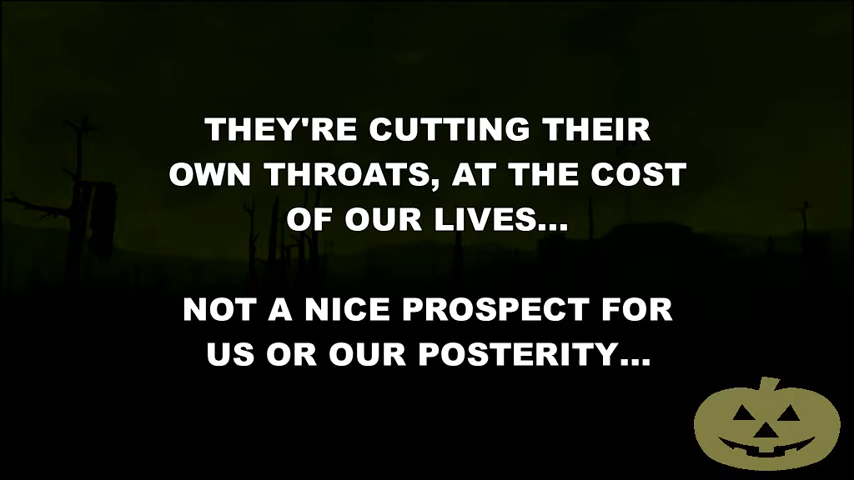 THEY'RE CUTTING THEIR
OWN THROATS, AT THE COST
OF OUR LIVES...
NOT A NICE PROSPECT FOR
US OR OUR POSTERITY...